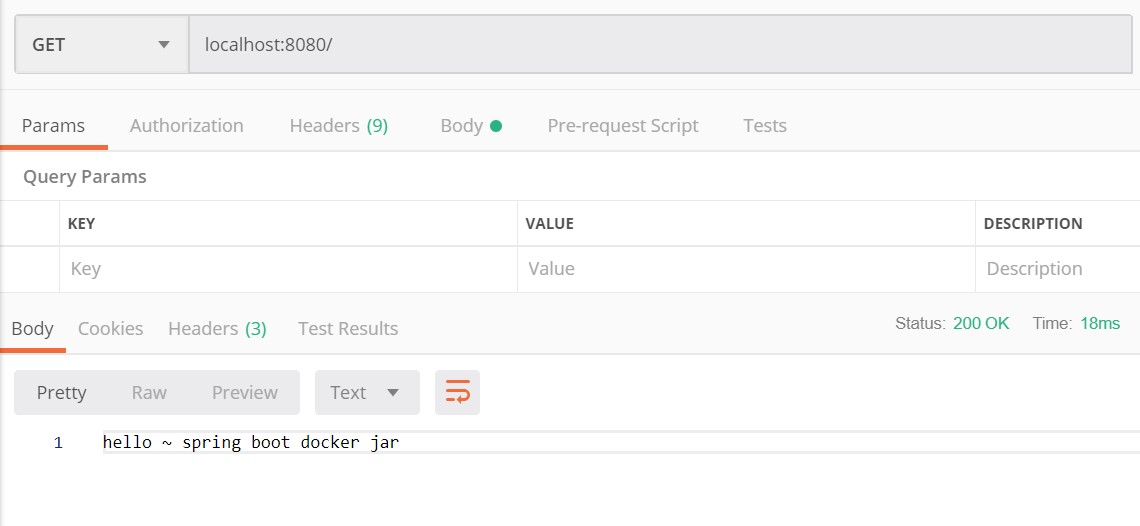 GET localhost:8080/
Params Authorization Headers (9) Body Pre-request Script Tests
Query Params
KEY VALUE DESCRIPTION
Key Value Description
Body Cookies Headers (3) Test Results Status: 200 OK Time: 18ms
Pretty Raw Preview Text
1 hello ~ spring boot docker jar